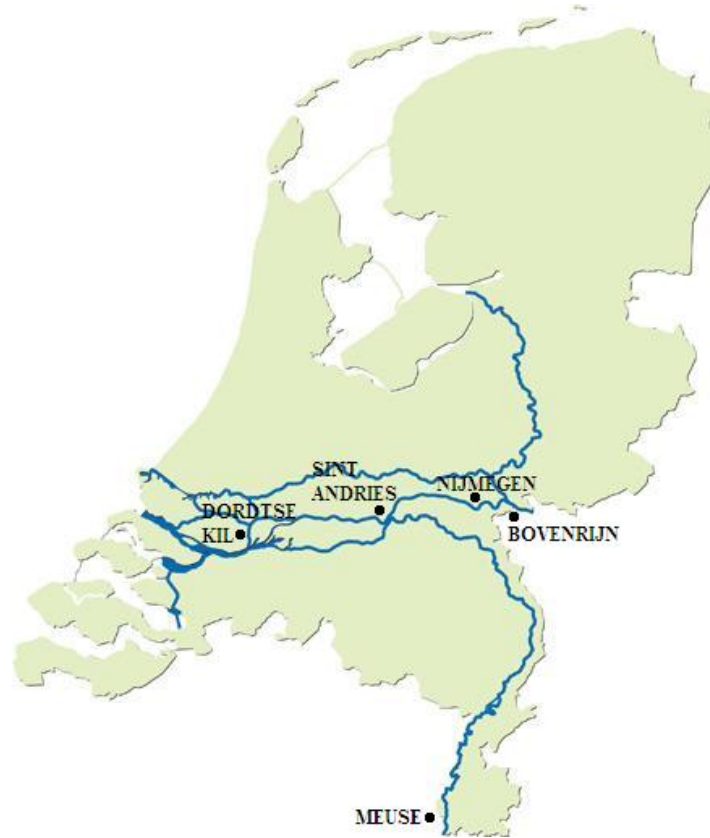 SINT
ANDRIES
NIJMEGEN
DORDTSE
KIL
BOVENRIJN
MEUSE